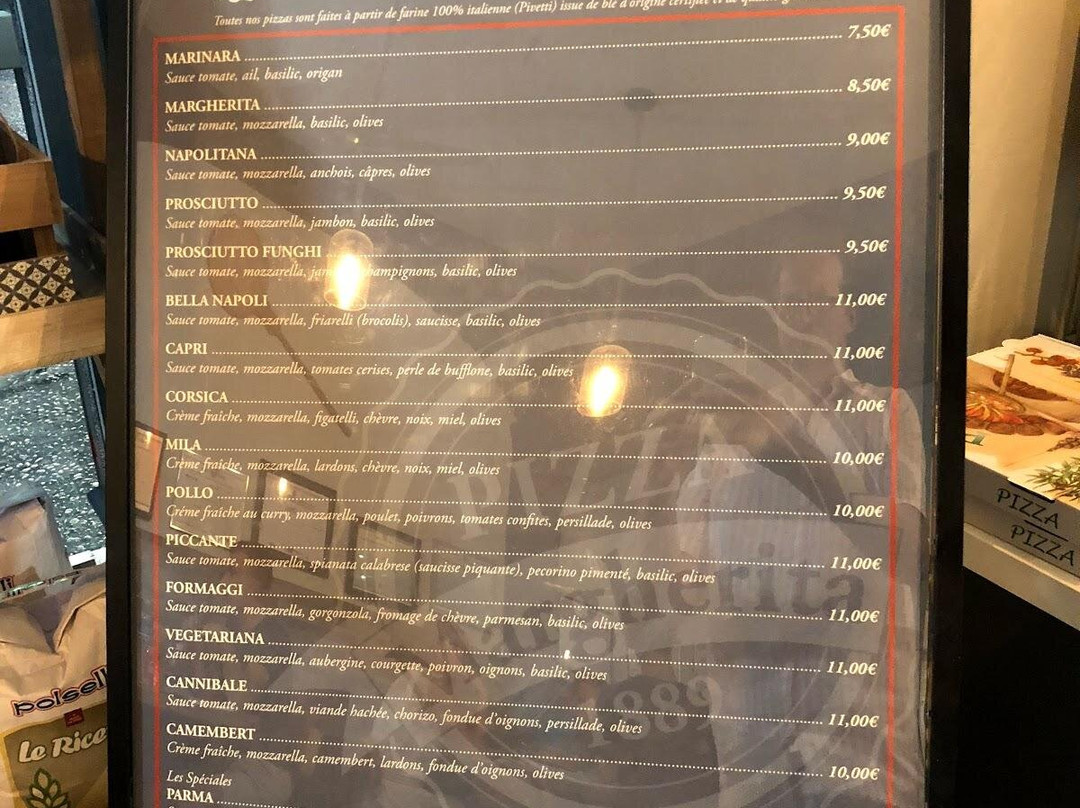 Toutes nos pizzas sont faites à partir de farine 100% italienne (Pivetti) issue de blé d'origine certifiée et de
MARINARA 7,50€
Sauce tomate, ail, basilic, origan
MARGHERITA 8,50€
Sauce tomate, mozzarella, basilic, olives
NAPOLITANA 9,00€
Sauce tomate, mozzarella, anchois, câpres, olives
PROSCIUTTO 9,50€
Sauce tomate, mozzarella, jambon, basilic, olives
PROSCIUTTO FUNGHI 9,50€
Sauce tomate, mozzarella, champignons, basilic, olives
BELLA NAPOLI 11,00€
Sauce tomate, mozzarella, friarelli (brocolis), saucisse, basilic, olives
CAPRI 11,00€
Sauce tomate, mozzarella, tomates cerises, perle de bufflone, basilic, olives
CORSICA 11,00€
Crème fraîche, mozzarella, figatelli, chèvre, noix, miel, olives
MILA 10,00€
Crème fraîche, mozzarella, lardons, chèvre, noix, miel, olives
POLLO 10,00€
Crème fraîche au curry, mozzarella, poulet, poivrons, tomates confites, persillade, olives
PICCANTE 11,00€
Sauce tomate, mozzarella, spianata calabrese (saucisse piquante), pecorino pimenté, basilic, olives
FORMAGGI 11,00€
Sauce tomate, mozzarella, gorgonzola, fromage de chèvre, parmesan, basilic, olives
VEGETARIANA 11,00€
Sauce tomate, mozzarella, aubergine, courgette, poivron, oignons, basilic, olives
CANNIBALE 11,00€
Sauce tomate, mozzarella, viande hachée, chorizo, fondue d'oignons, persillade, olives
CAMEMBERT 10,00€
Crème fraîche, mozzarella, camembert, lardons, fondue d'oignons, olives
Les Spéciales
PARMA
PIZZA
Margherita
1889
PIZZA
PIZZA
polselli
Le Rice